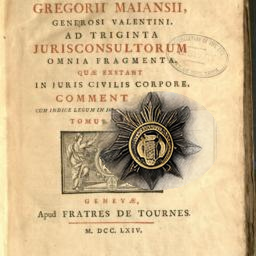 GREGORII MAIANSII,
GENEROSI VALENTINI,
AD TRIGINTA
JURISCONSULTORUM
OMNIA FRAGMENTA,
QUÆ EXSTANT
IN JURIS CIVILIS CORPORE,
COMMENT
CUM INDICE LEGUM IN
TOMUS
GENEVÆ,
Apud FRATRES DE TOURNES.
M. DCC. LXIV.